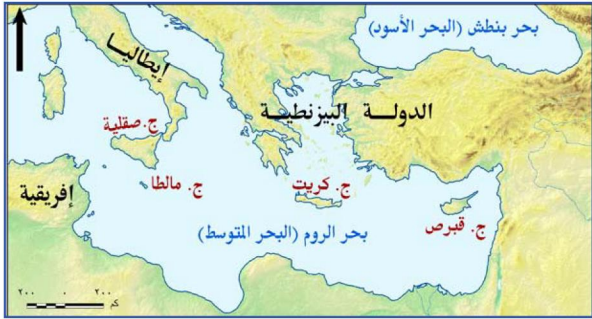 بحر بنطش (البحر الأسود)
إيطاليا
الدولة البيزنطية
ج. صقلية
إفريقية
ج. مالطا
ج. كريت
ج. قبرص
بحر الروم (البحر المتوسط)
٢٠٠ ٠ ٢٠٠
كم